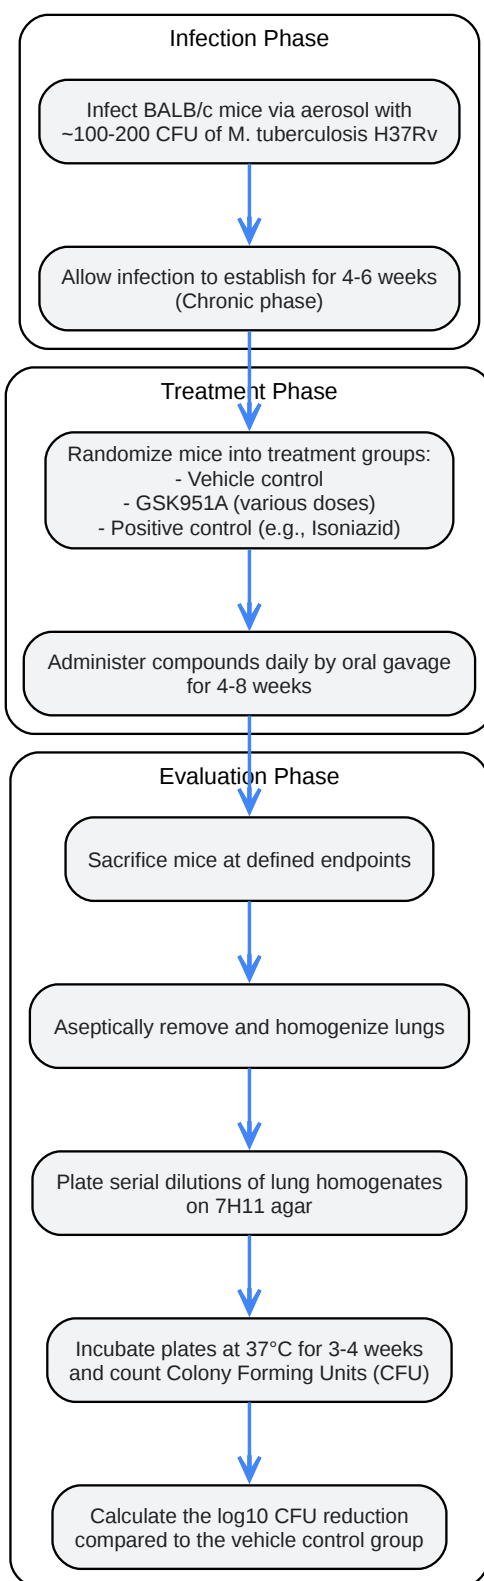 Infection Phase
Infect BALB/c mice via aerosol with
~100-200 CFU of M. tuberculosis H37Rv
Allow infection to establish for 4-6 weeks
(Chronic phase)
Treatment Phase
Randomize mice into treatment groups:
- Vehicle control
- GSK951A (various doses)
- Positive control (e.g., Isoniazid)
Administer compounds daily by oral gavage
for 4-8 weeks
Evaluation Phase
Sacrifice mice at defined endpoints
Aseptically remove and homogenize lungs
Plate serial dilutions of lung homogenates
on 7H11 agar
Incubate plates at 37°C for 3-4 weeks
and count Colony Forming Units (CFU)
Calculate the log10 CFU reduction
compared to the vehicle control group